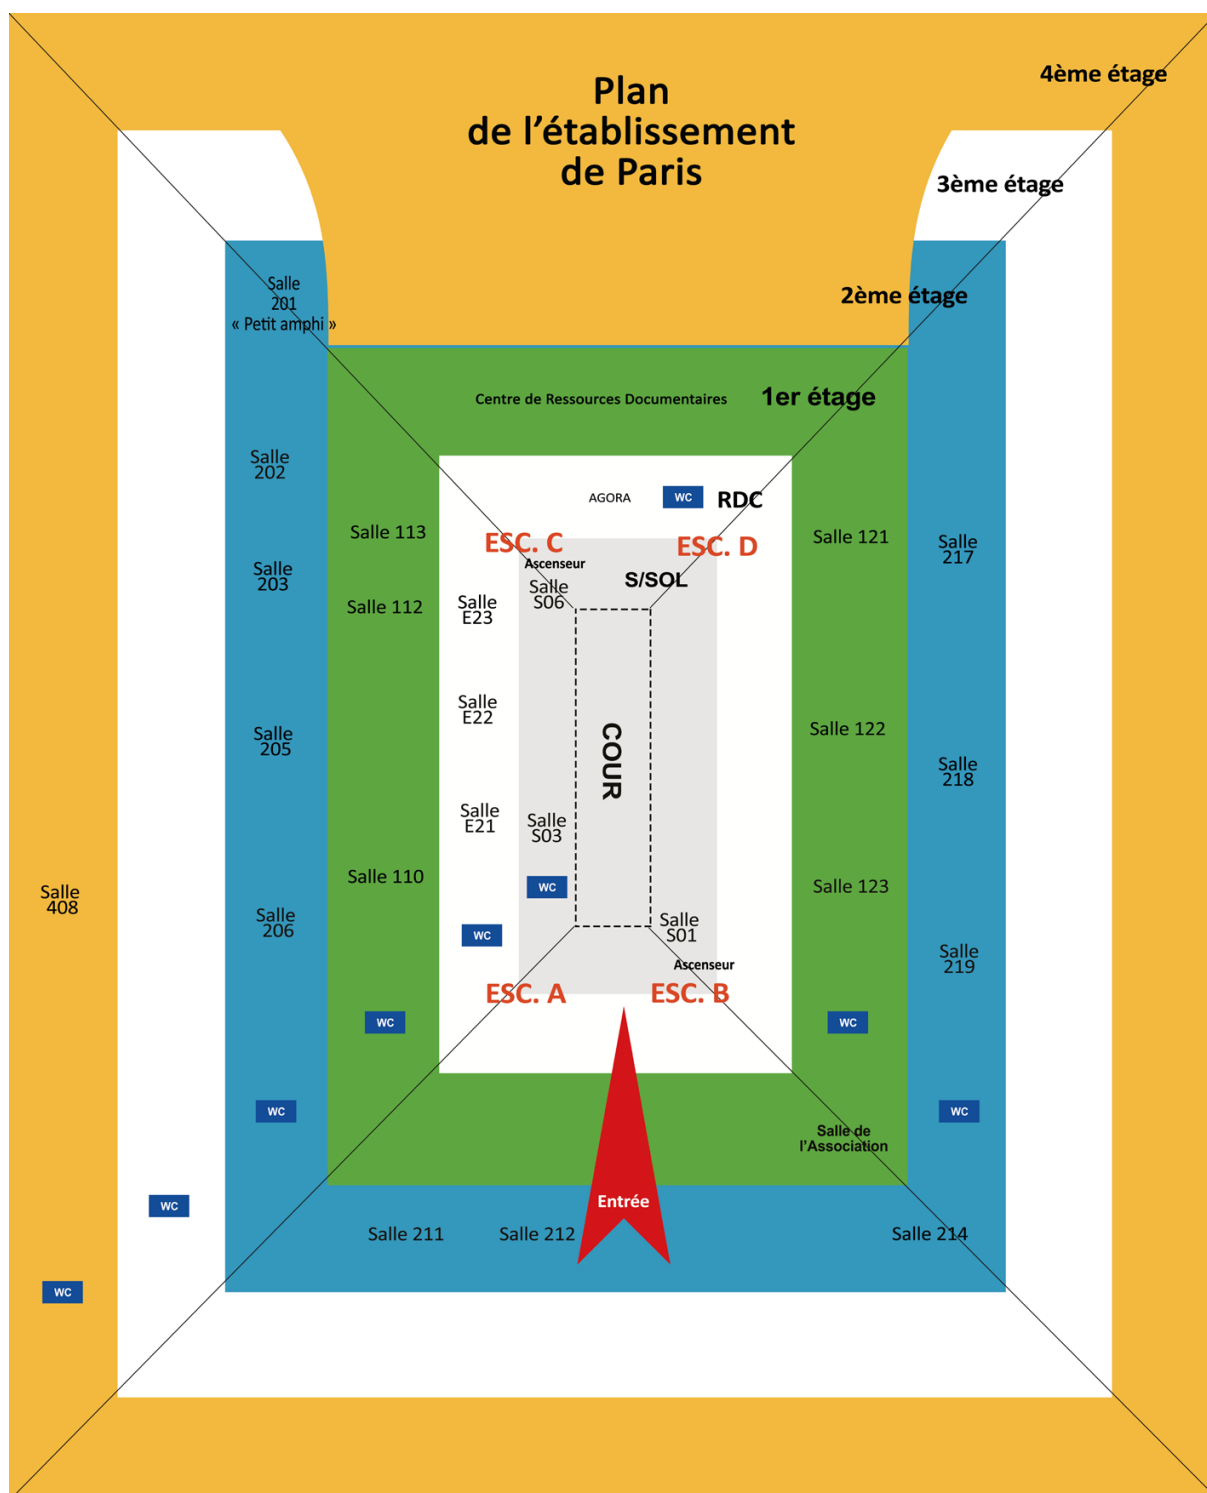 4ème étage
Plan
de l'établissement
de Paris
3ème étage
2ème étage
Salle
201
« Petit amphi »
Centre de Ressources Documentaires
1er étage
Salle
202
AGORA
WC
RDC
Salle 113
ESC. C
ESC. D
Salle 121
Salle
217
Ascenseur
Salle
203
S/SOL
Salle
S06
Salle 112
Salle
E23
Salle
E22
Salle
205
COUR
Salle 122
Salle
218
Salle
E21
Salle
S03
Salle 110
WC
Salle 123
Salle
408
Salle
206
WC
Salle
S01
Salle
219
Ascenseur
ESC. A
ESC. B
WC
WC
WC
WC
Salle de
l'Association
WC
Entrée
Salle 211
Salle 212
Salle 214
WC